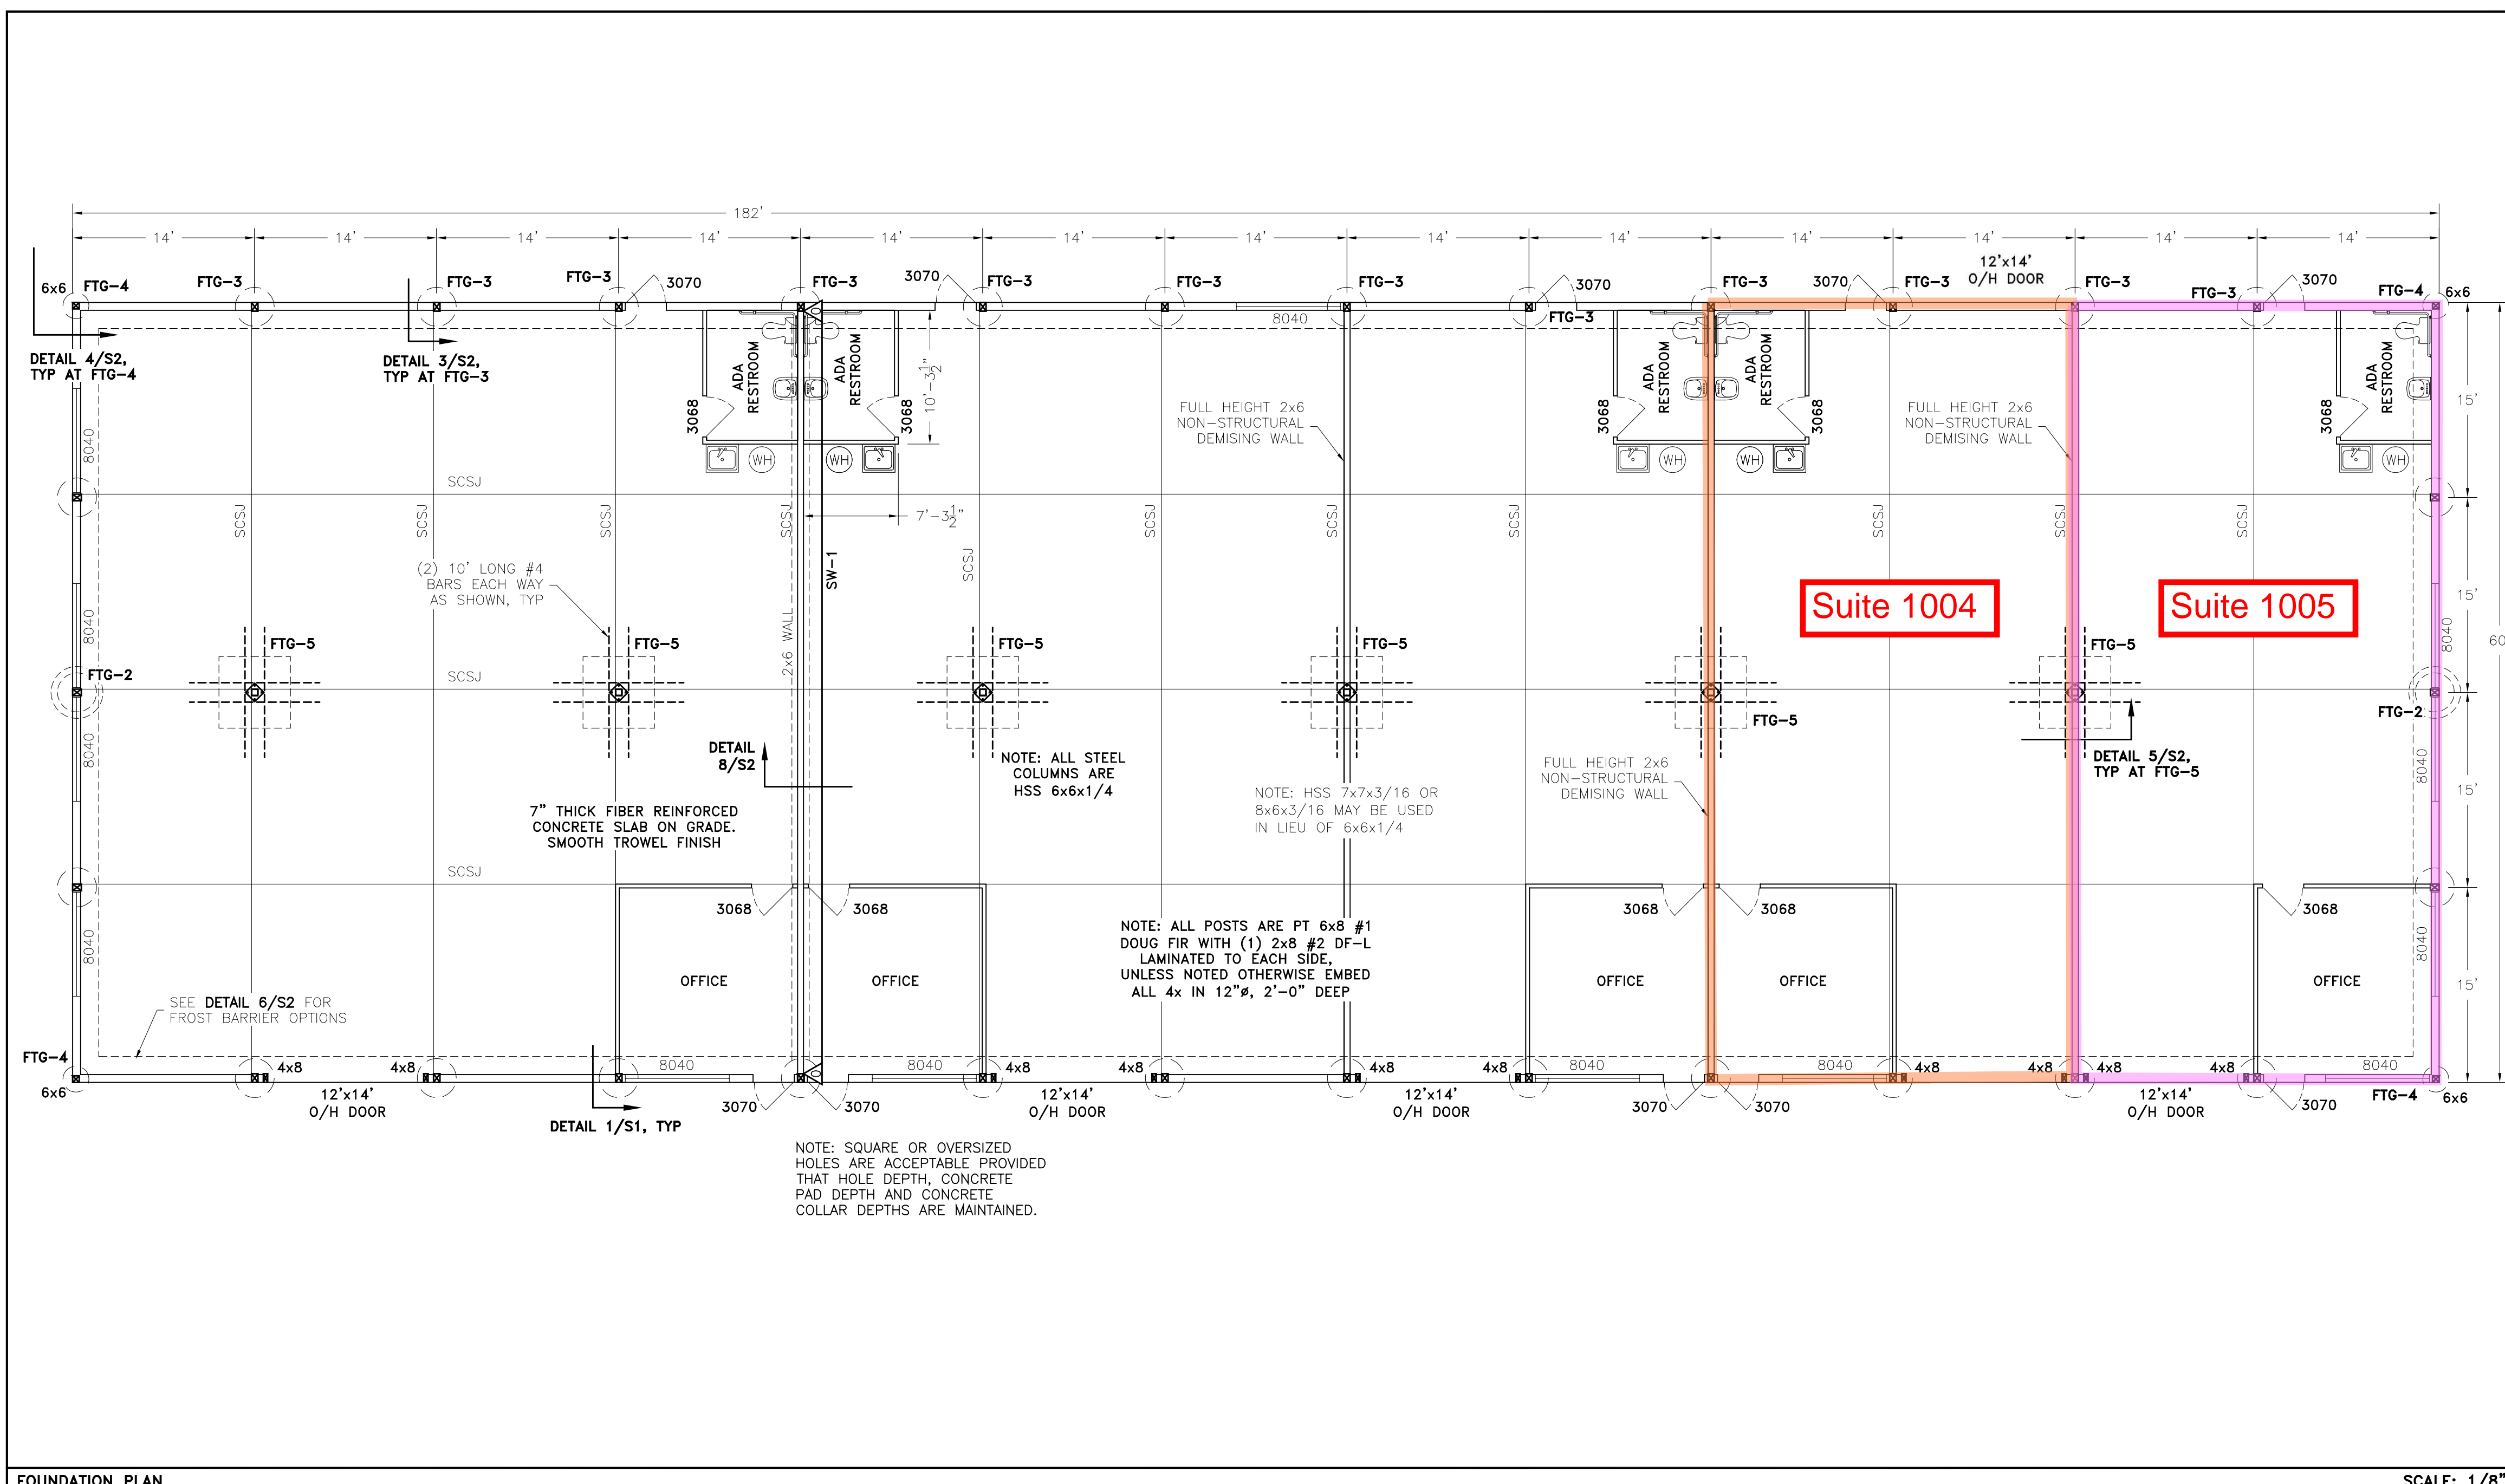 182'
14' 14' 14' 14' 14' 14' 14' 14' 14' 14' 14' 14' 14'
12'x14'
O/H DOOR
6x6 FTG-4 FTG-3 FTG-3 FTG-3 3070 FTG-3 3070 FTG-3 FTG-3 FTG-3 3070 FTG-3 FTG-3 3070 FTG-3 FTG-3 FTG-3 3070 FTG-4 6x6
8040
DETAIL 4/S2,
TYP AT FTG-4
DETAIL 3/S2,
TYP AT FTG-3
ADA
RESTROOM
ADA
RESTROOM
ADA
RESTROOM
ADA
RESTROOM
ADA
RESTROOM
3068
3068
3068
3068
3068
10'-3 1/2"
7'-3 1/2"
FULL HEIGHT 2x6
NON-STRUCTURAL
DEMISING WALL
FULL HEIGHT 2x6
NON-STRUCTURAL
DEMISING WALL
WH WH WH WH WH
15'
15'
60
15'
15'
8040
8040
8040
8040
SCSJ
SCSJ SCSJ SCSJ SCSJ SCSJ SCSJ SCSJ SCSJ SCSJ SCSJ SCSJ
(2) 10' LONG #4
BARS EACH WAY
AS SHOWN, TYP
SW-1
2x6 WALL
Suite 1004
Suite 1005
8040
8040
8040
FTG-5 FTG-5 FTG-5 FTG-5 FTG-5
FTG-2
SCSJ
FTG-5
FTG-2
DETAIL
8/S2
NOTE: ALL STEEL
COLUMNS ARE
HSS 6x6x1/4
NOTE: HSS 7x7x3/16 OR
8x6x3/16 MAY BE USED
IN LIEU OF 6x6x1/4
FULL HEIGHT 2x6
NON-STRUCTURAL
DEMISING WALL
DETAIL 5/S2,
TYP AT FTG-5
7" THICK FIBER REINFORCED
CONCRETE SLAB ON GRADE.
SMOOTH TROWEL FINISH
SCSJ
3068 3068 3068 3068 3068
NOTE: ALL POSTS ARE PT 6x8 #1
DOUG FIR WITH (1) 2x8 #2 DF-L
LAMINATED TO EACH SIDE,
UNLESS NOTED OTHERWISE EMBED
ALL 4x IN 12"ø, 2'-0" DEEP
OFFICE OFFICE OFFICE OFFICE OFFICE
SEE DETAIL 6/S2 FOR
FROST BARRIER OPTIONS
FTG-4 4x8 4x8 8040 8040 4x8 4x8 4x8 4x8 8040 8040 4x8 4x8 4x8 4x8 8040
6x6
12'x14'
O/H DOOR
12'x14'
O/H DOOR
12'x14'
O/H DOOR
12'x14'
O/H DOOR
3070 3070 3070 3070 3070 FTG-4 6x6
DETAIL 1/S1, TYP
NOTE: SQUARE OR OVERSIZED
HOLES ARE ACCEPTABLE PROVIDED
THAT HOLE DEPTH, CONCRETE
PAD DEPTH AND CONCRETE
COLLAR DEPTHS ARE MAINTAINED.
FOUNDATION PLAN
SCALE: 1/8"